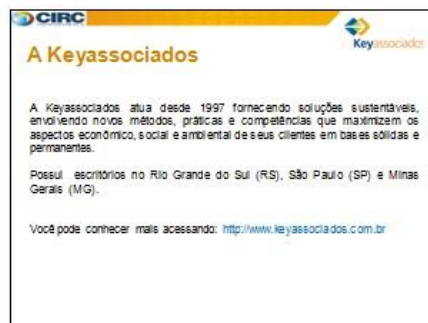 CIRC
Keyassociados
A Keyassociados
A Keyassociados atua desde 1997 fornecendo soluções sustentáveis,
envolvendo novos métodos, práticas e competências que maximizem os
aspectos econômico, social e ambiental de seus clientes em bases sólidas e
permanentes.
Possui escritórios no Rio Grande do Sul (RS), São Paulo (SP) e Minas
Gerais (MG).
Você pode conhecer mais acessando: http://www.keyassociados.com.br